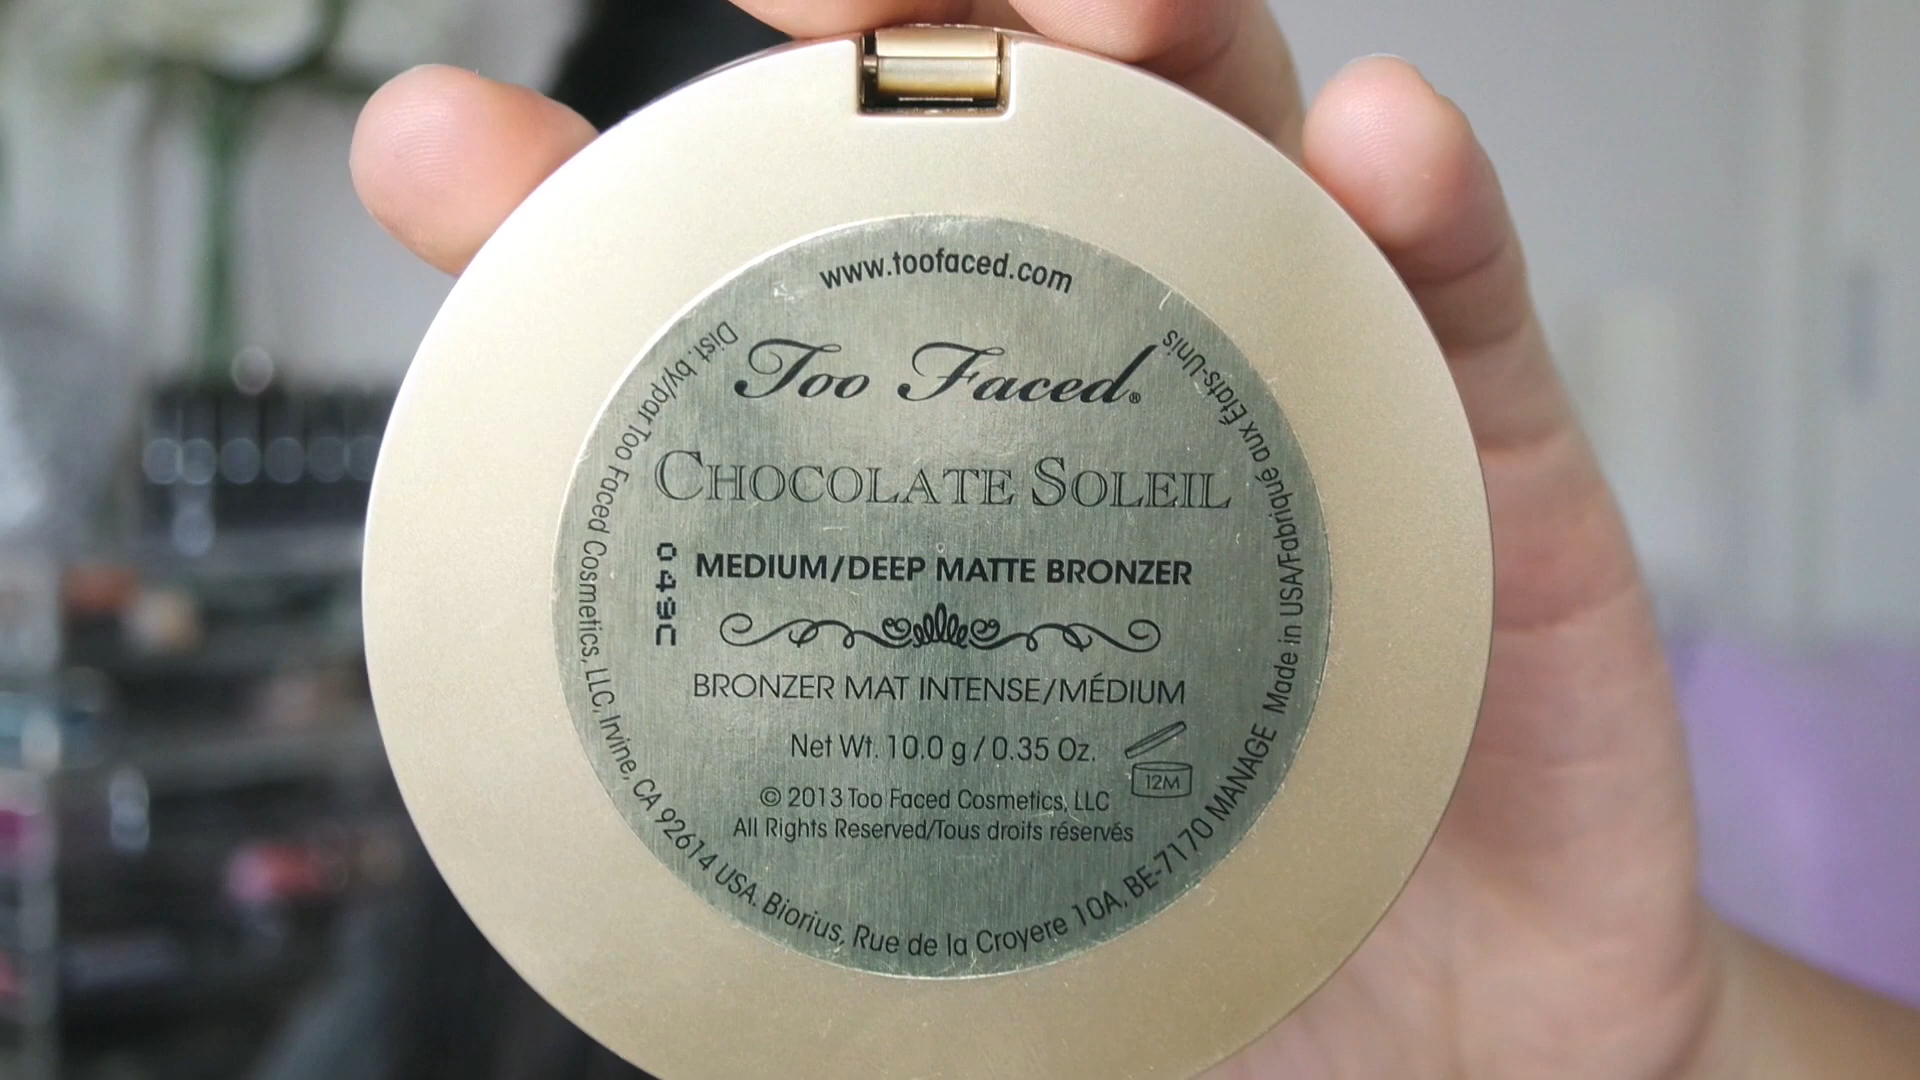 www.toofaced.com
Too Faced®
CHOCOLATE SOLEIL
MEDIUM/DEEP MATTE BRONZER
BRONZER MAT INTENSE/MÉDIUM
Net Wt. 10.0 g / 0.35 Oz.
12M
© 2013 Too Faced Cosmetics, LLC
All Rights Reserved/Tous droits réservés
Dist. by/par Too Faced Cosmetics, LLC, Irvine, CA 92614 USA. Biorius, Rue de la Croyere 10A, BE-7170 MANAGE Made in USA/Fabriqué aux États-Unis